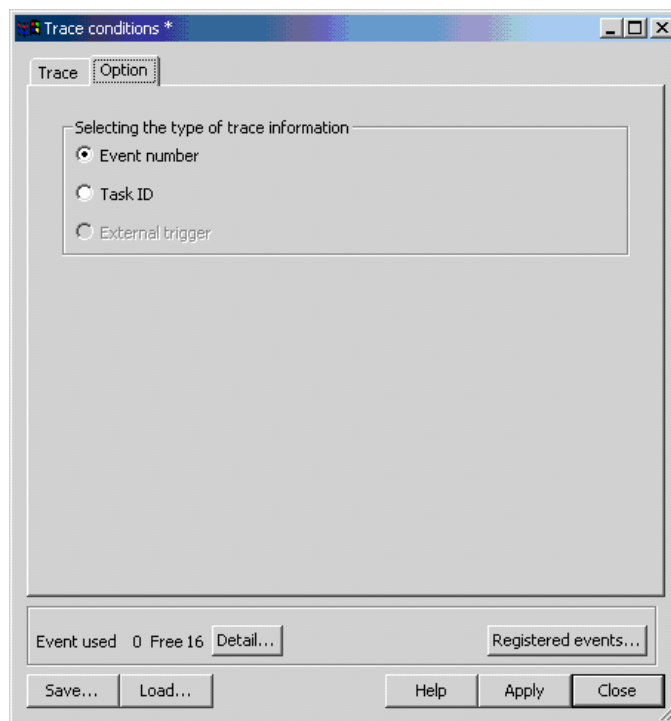 Trace conditions *
Trace Option
Selecting the type of trace information
Event number
Task ID
External trigger
Event used 0 Free 16 Detail... Registered events...
Save... Load... Help Apply Close